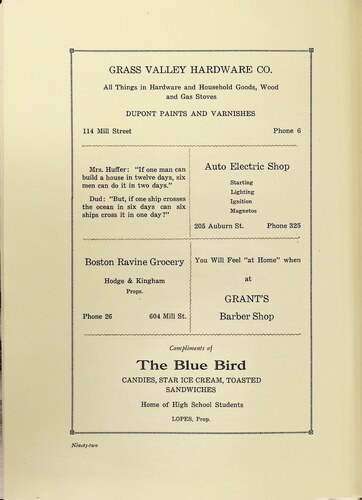 GRASS VALLEY HARDWARE CO.
All Things in Hardware and Household Goods, Wood
and Gas Stoves
DUPONT PAINTS AND VARNISHES
114 Mill Street Phone 6
Mrs. Huffer: "If one man can
build a house in twelve days, six
men can do it in two days."
Dud: "But, if one ship crosses
the ocean in six days can six
ships cross it in one day?"
Auto Electric Shop
Starting
Lighting
Ignition
Magnetos
205 Auburn St. Phone 325
Boston Ravine Grocery
Hodge & Kingham
Props.
Phone 26 604 Mill St.
You Will Feel "at Home" when
at
GRANT'S
Barber Shop
Compliments of
The Blue Bird
CANDIES, STAR ICE CREAM, TOASTED
SANDWICHES
Home of High School Students
LOPES, Prop.
Ninety-two